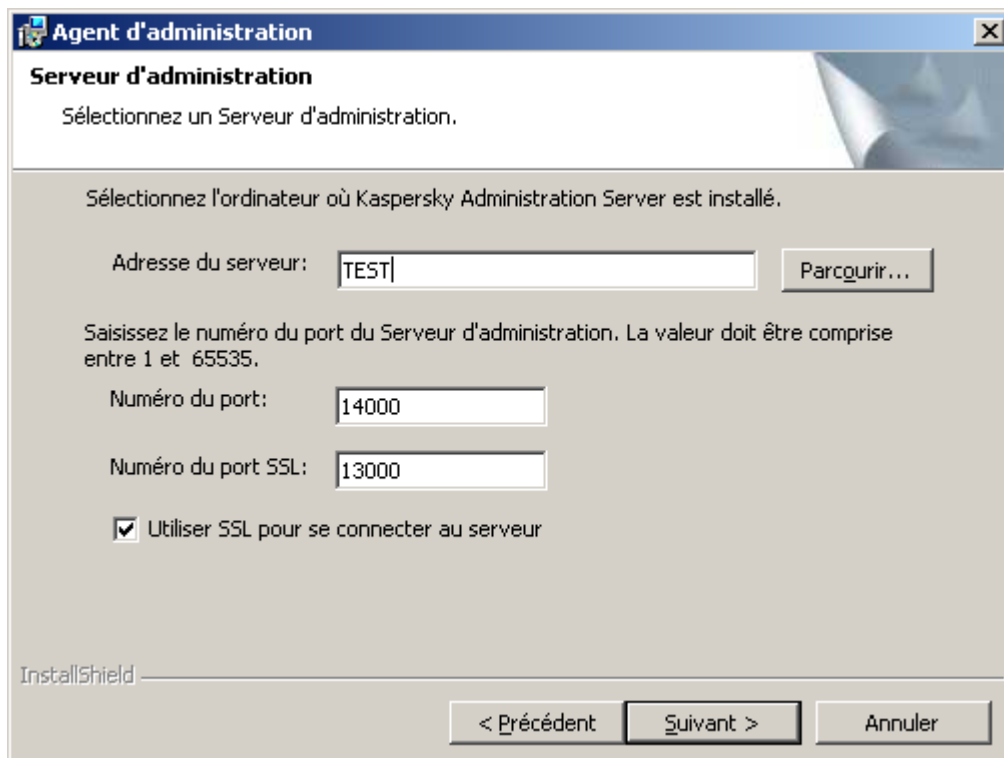 Agent d'administration
Serveur d'administration
Sélectionnez un Serveur d'administration.
Sélectionnez l'ordinateur où Kaspersky Administration Server est installé.
Adresse du serveur: TEST Parcourir...
Saisissez le numéro du port du Serveur d'administration. La valeur doit être comprise
entre 1 et 65535.
Numéro du port: 14000
Numéro du port SSL: 13000
Utiliser SSL pour se connecter au serveur
InstallShield
< Précédent Suivant > Annuler